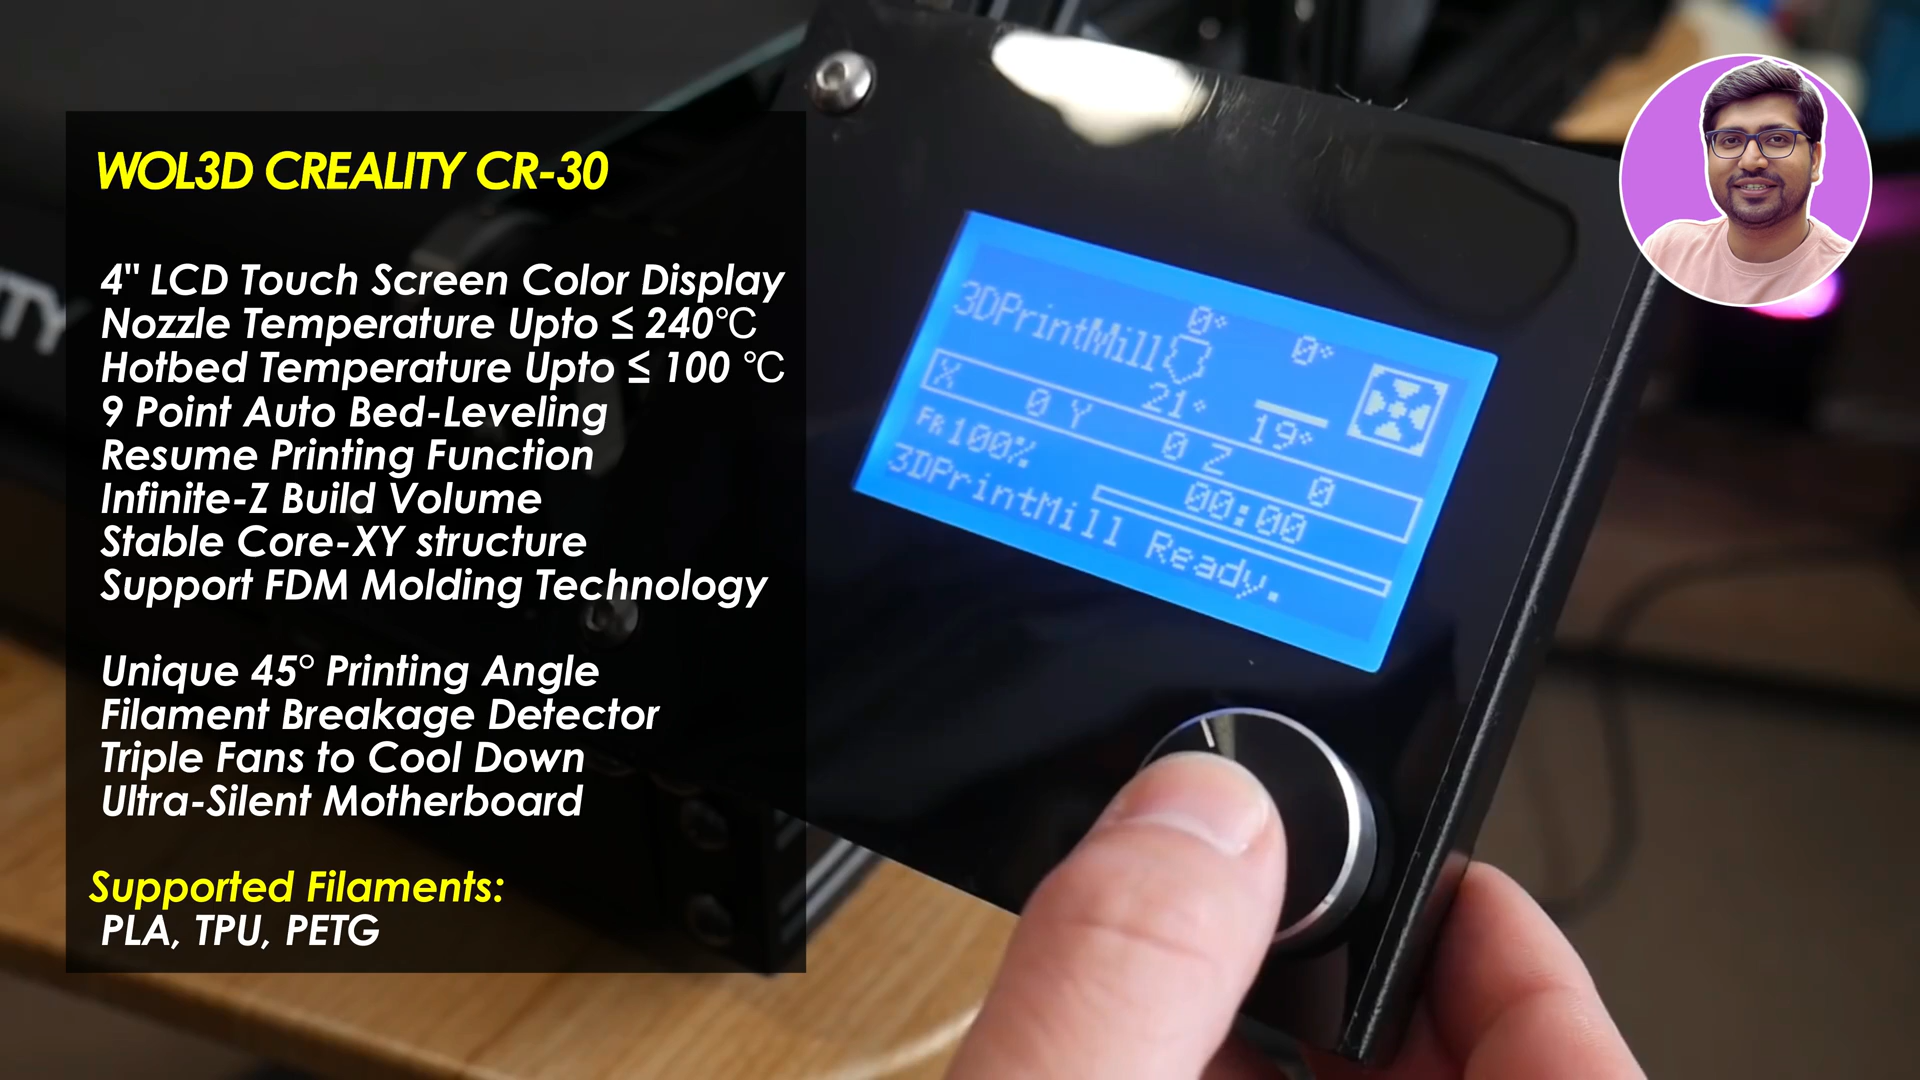 WOL3D CREALITY CR-30
4" LCD Touch Screen Color Display
Nozzle Temperature Upto ≤ 240℃
Hotbed Temperature Upto ≤ 100 ℃
9 Point Auto Bed-Leveling
Resume Printing Function
Infinite-Z Build Volume
Stable Core-XY structure
Support FDM Molding Technology
Unique 45° Printing Angle
Filament Breakage Detector
Triple Fans to Cool Down
Ultra-Silent Motherboard
Supported Filaments:
PLA, TPU, PETG
TY
3DPrintMill 0° 0°
21° 19°
X 0 Y 0 Z 0
FR100% 00:00
3DPrintMill Ready.